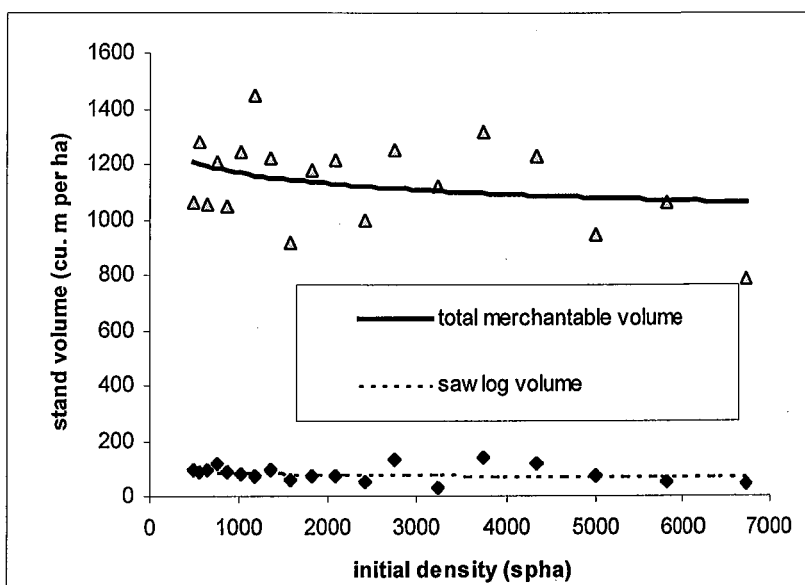 1600
1400
1200
1000
800
600
400
200
0
stand volume (cu. m per ha)
total merchantable volume
saw log volume
0 1000 2000 3000 4000 5000 6000 7000
initial density (spha)